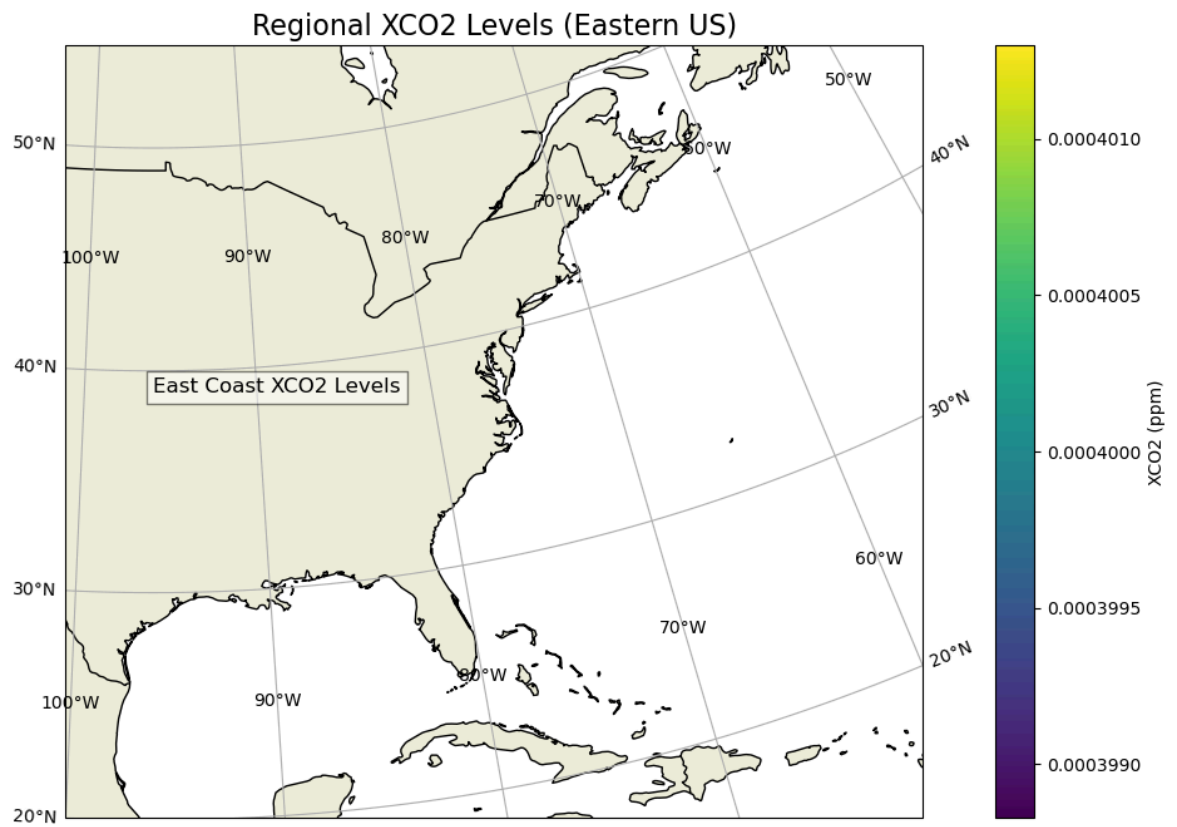 Regional XCO2 Levels (Eastern US)
50°W
50°N
40°N
60°W
0.0004010
70°W
80°W
100°W
90°W
0.0004005
40°N
East Coast XCO2 Levels
30°N
XCO2 (ppm)
0.0004000
60°W
30°N
0.0003995
70°W
20°N
80°W
100°W
90°W
0.0003990
20°N